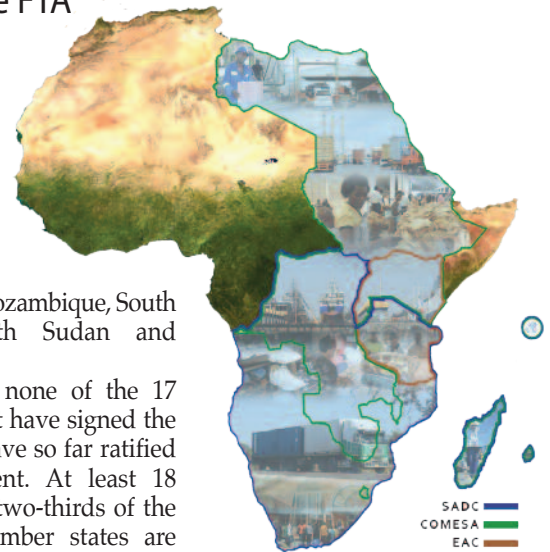 e FTA
ozambique, South
th Sudan and
none of the 17
t have signed the
ve so far ratified
ent. At least 18
two-thirds of the
mber states are
SADC
COMESA
EAC